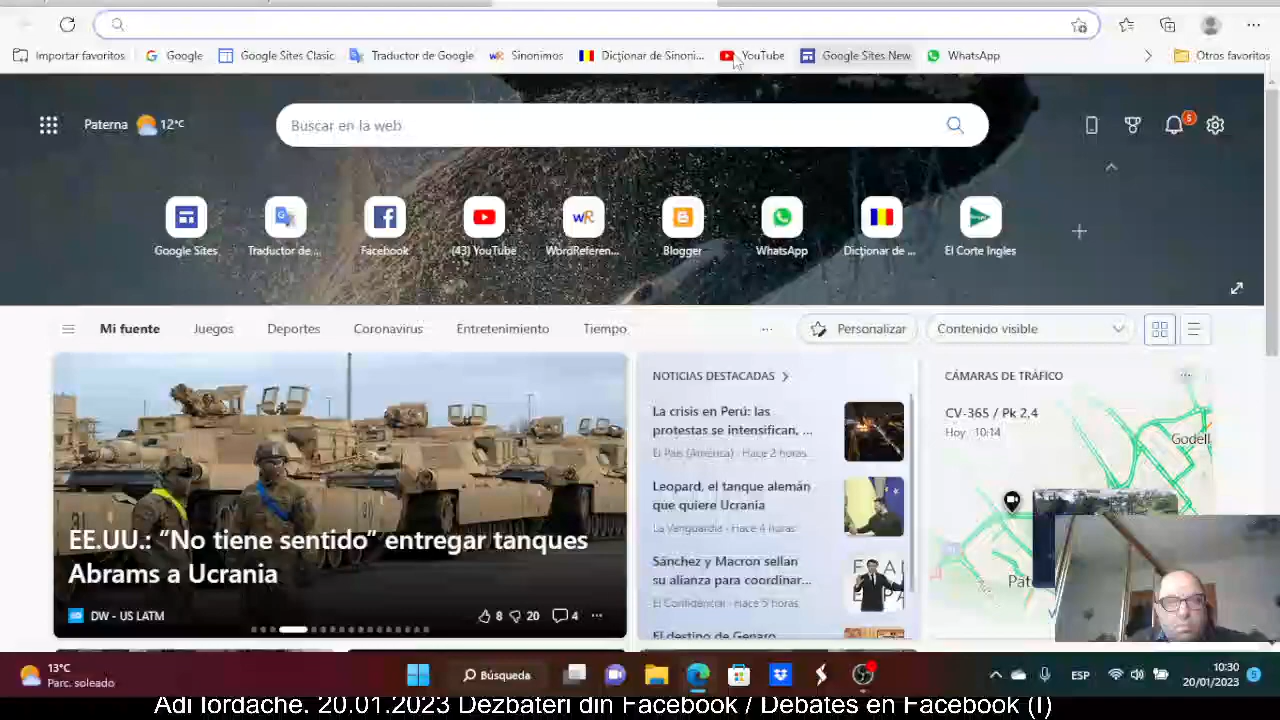 Importar favoritos
Google
Google Sites Clasic
Traductor de Google
Sinonimos
Dicționar de Sinoni...
YouTube
Google Sites New
WhatsApp
Otros favoritos
Paterna
12°C
Buscar en la web
5
Google Sites
Traductor de...
Facebook
(43) YouTube
WordReferen...
Blogger
WhatsApp
Dicționar de ...
El Corte Ingles
Mi fuente
Juegos
Deportes
Coronavirus
Entretenimiento
Tiempo
Personalizar
Contenido visible
EE.UU.: “No tiene sentido” entregar tanques
Abrams a Ucrania
DW - US LATM
8
20
4
NOTICIAS DESTACADAS
La crisis en Perú: las
protestas se intensifican, ...
El País (América) · Hace 2 horas
Leopard, el tanque alemán
que quiere Ucrania
La Vanguardia · Hace 4 horas
Sánchez y Macron sellan
su alianza para coordinar...
El Confidencial · Hace 5 horas
El destino de Genaro
CÁMARAS DE TRÁFICO
CV-365 / Pk 2,4
Hoy · 10:14
Godell
13°C
Parc. soleado
Búsqueda
ESP
10:30
20/01/2023
5
Adi Iordache. 20.01.2023 Dezbateri din Facebook / Debates en Facebook (I)